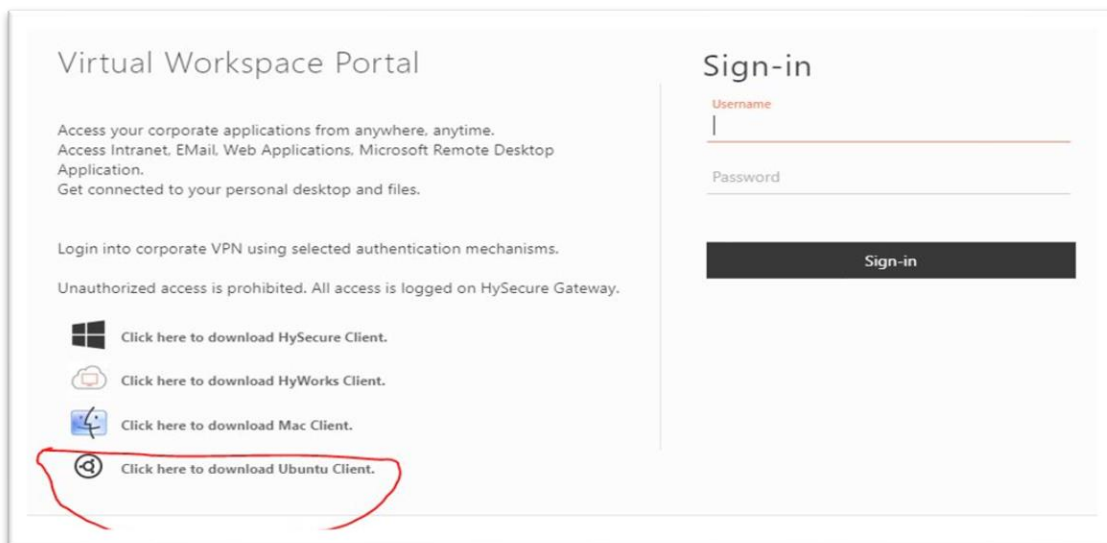 Virtual Workspace Portal
Access your corporate applications from anywhere, anytime.
Access Intranet, EMail, Web Applications, Microsoft Remote Desktop
Application.
Get connected to your personal desktop and files.
Login into corporate VPN using selected authentication mechanisms.
Unauthorized access is prohibited. All access is logged on HySecure Gateway.
Click here to download HySecure Client.
Click here to download HyWorks Client.
Click here to download Mac Client.
Click here to download Ubuntu Client.
Sign-in
Username
Password
Sign-in